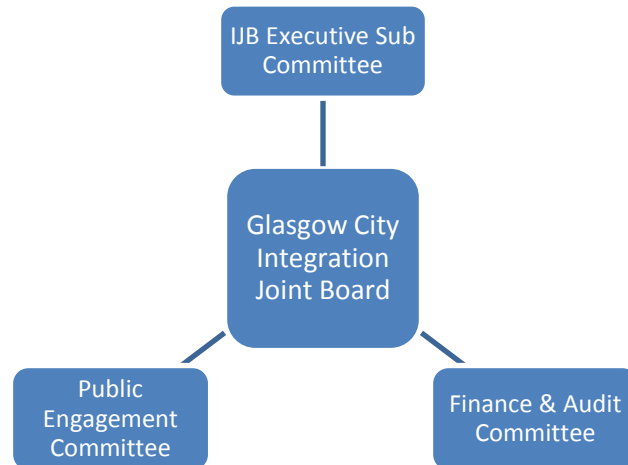 IJB Executive Sub
Committee
Glasgow City
Integration
Joint Board
Public
Engagement
Committee
Finance & Audit
Committee